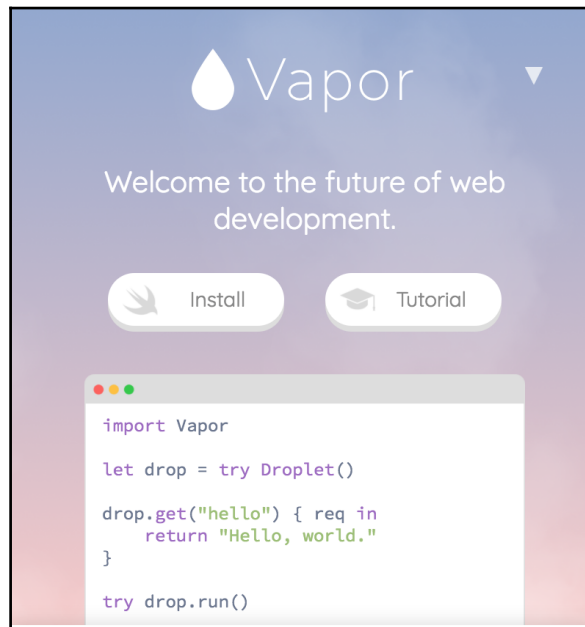 Vapor
Welcome to the future of web
development.
Install
Tutorial
import Vapor
let drop = try Droplet()
drop.get("hello") { req in
    return "Hello, world."
}
try drop.run()